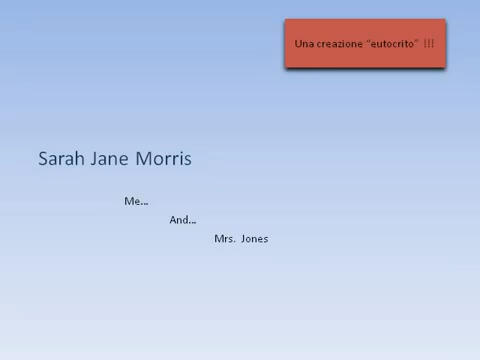 Una creazione “eutocrito” !!!
Sarah Jane Morris
Me...
And...
Mrs. Jones